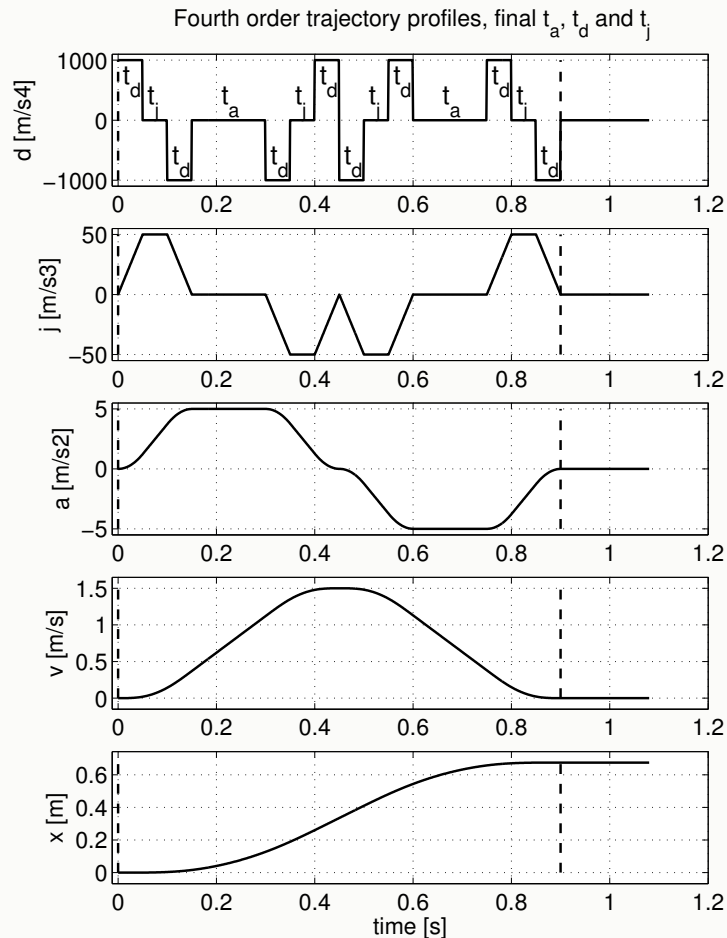 Fourth order trajectory profiles, final t_a, t_d and t_j
d [m/s4]
1000
0
−1000
t_d t_j t_d t_a t_d t_j t_d t_d t_j t_d t_a t_d t_j t_d
0 0.2 0.4 0.6 0.8 1 1.2
j [m/s3]
50
0
−50
0 0.2 0.4 0.6 0.8 1 1.2
a [m/s2]
5
0
−5
0 0.2 0.4 0.6 0.8 1 1.2
v [m/s]
1.5
1
0.5
0
0 0.2 0.4 0.6 0.8 1 1.2
x [m]
0.6
0.4
0.2
0
0 0.2 0.4 0.6 0.8 1 1.2
time [s]